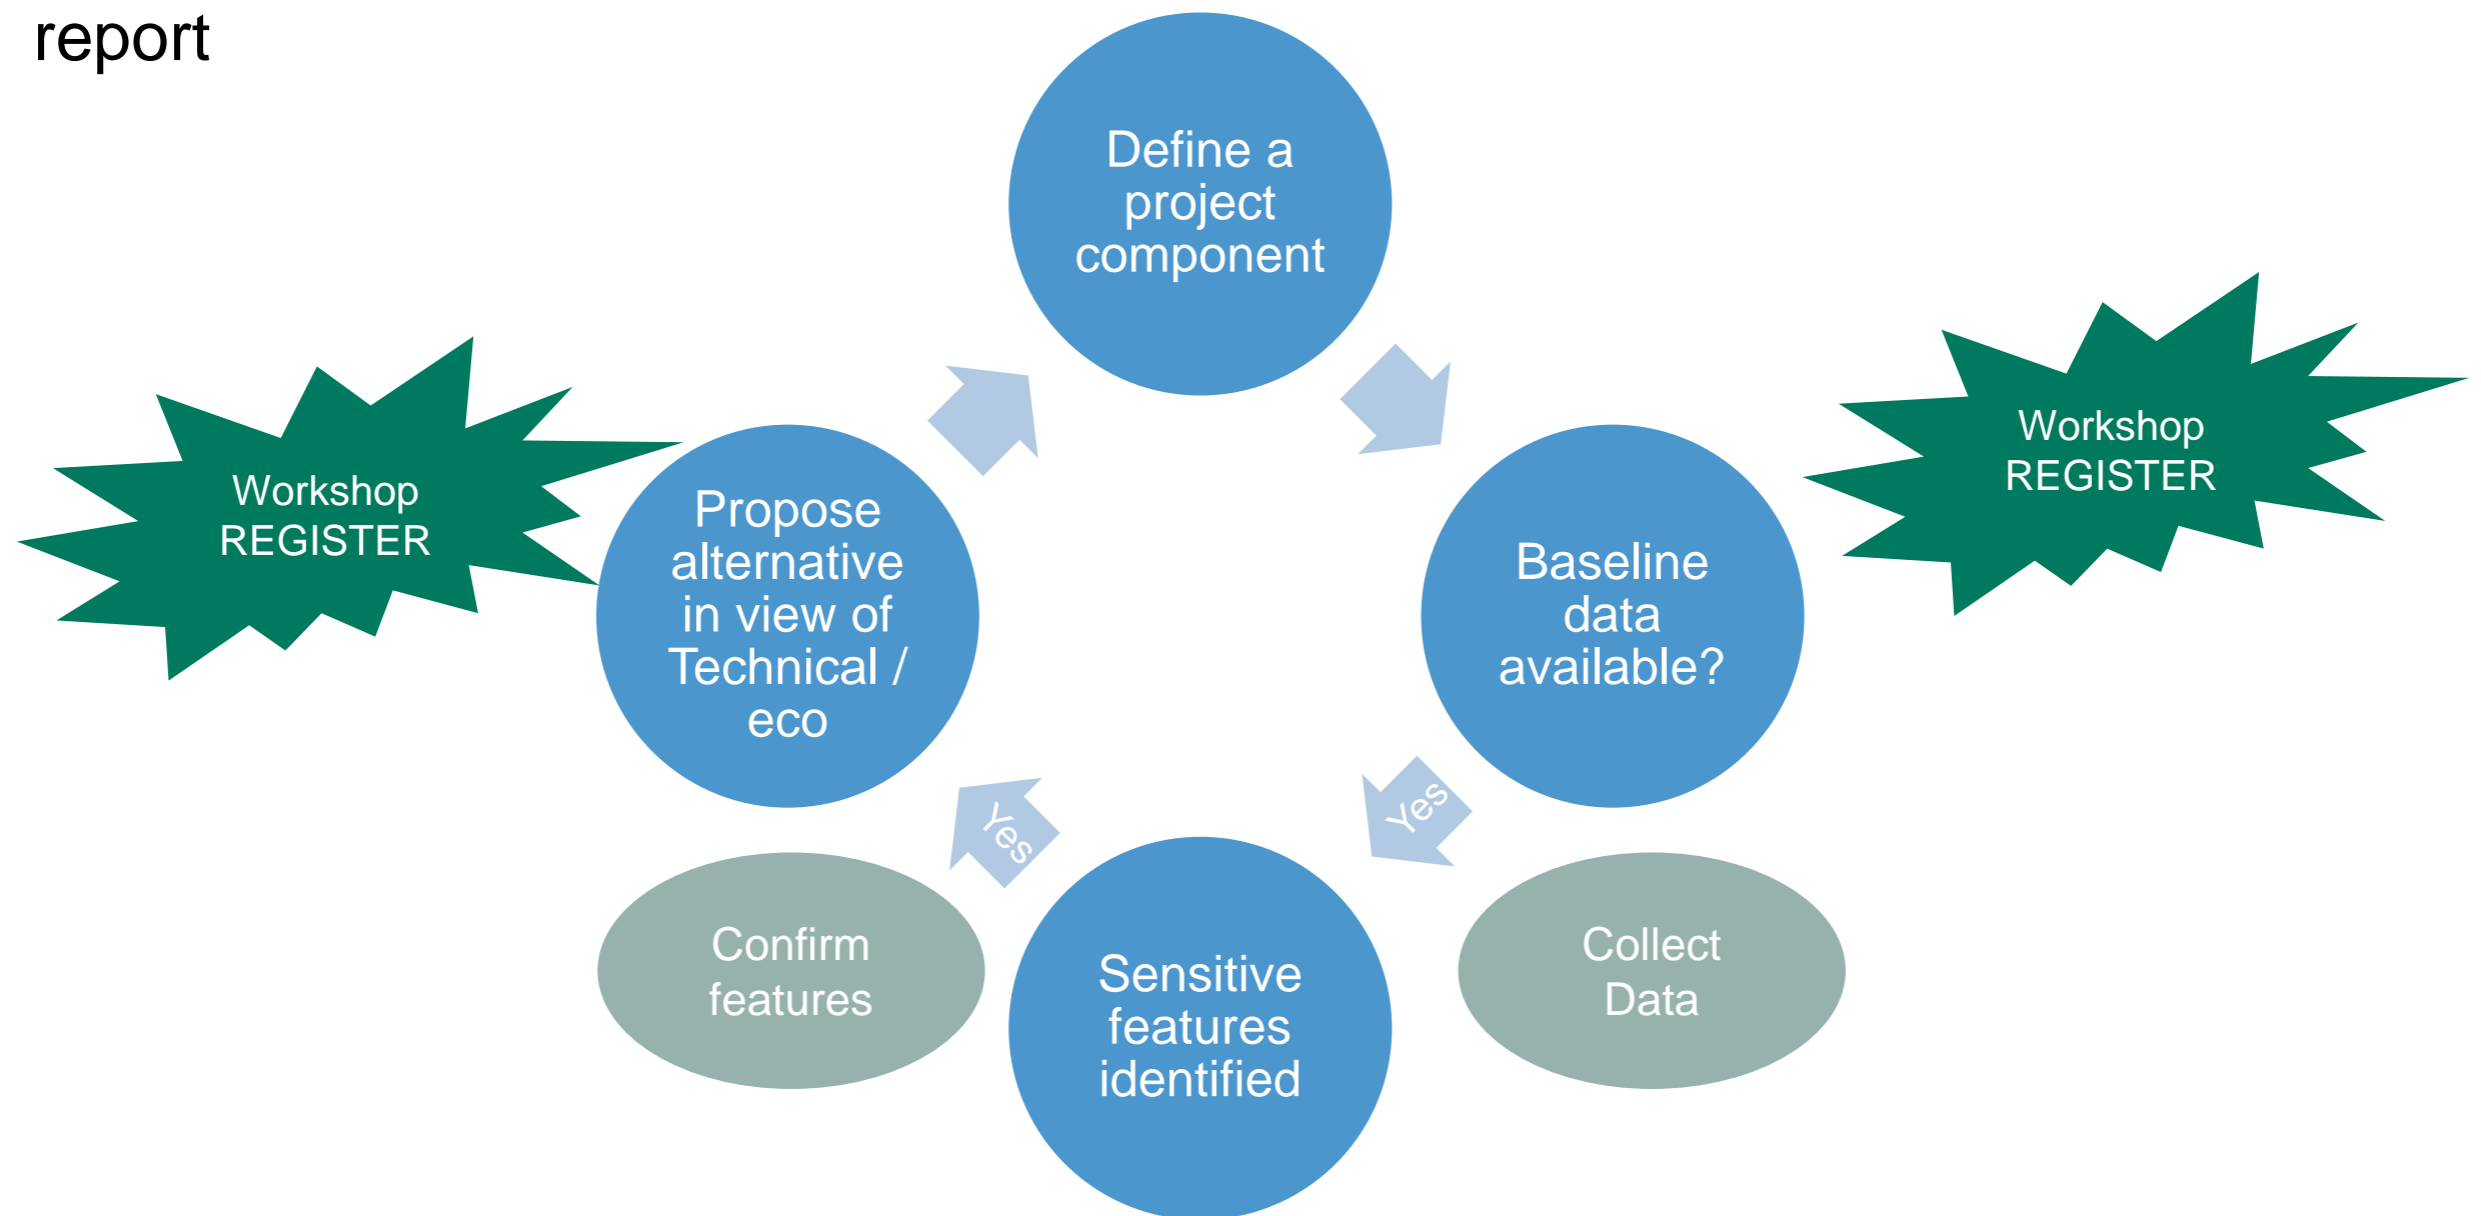 report
Define a
project
component
Workshop
REGISTER
Workshop
REGISTER
Propose
alternative
in view of
Technical /
eco
Baseline
data
available?
Yes
Yes
Confirm
features
Sensitive
features
identified
Collect
Data